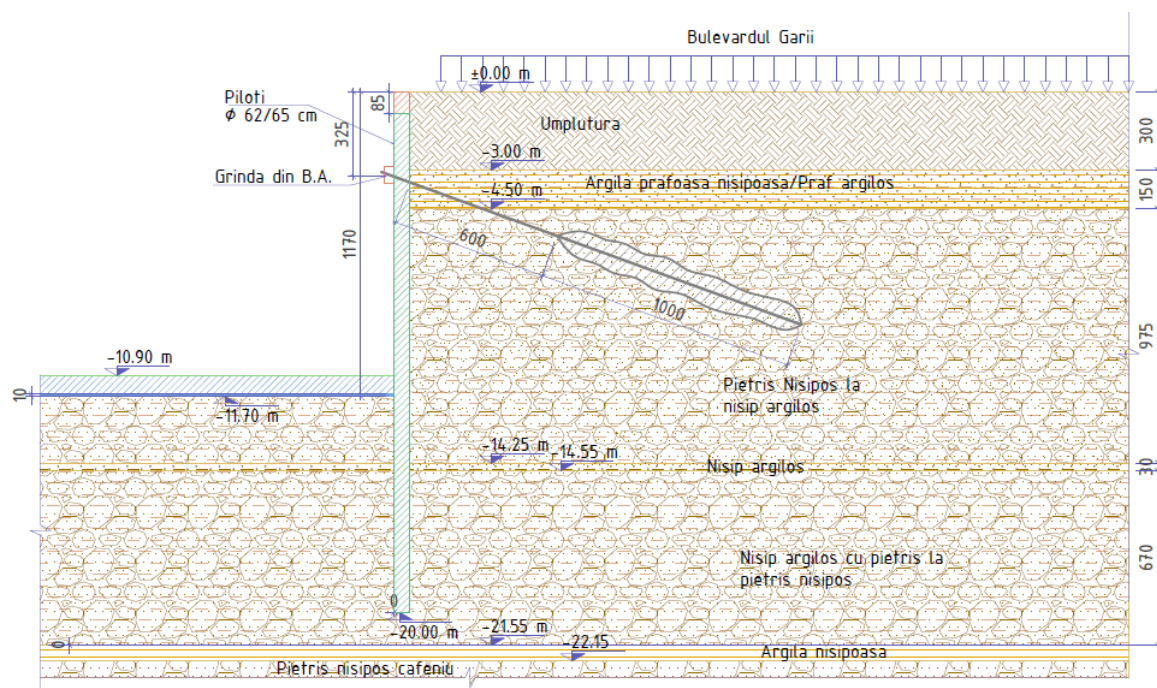 Bulevardul Garii
±0.00 m
Piloti
Φ 62/65 cm
85
325
Umplutura
300
-3.00 m
Grinda din B.A.
Argila prafoasa nisipoasa/Praf argilos
-4.50 m
150
1170
600
1000
975
-10.90 m
10
-11.70 m
Pietris Nisipos la
nisip argilos
-14.25 m
-14.55 m
Nisip argilos
30
Nisip argilos cu pietris la
pietris nisipos
670
0
-20.00 m
0
-21.55 m
-22.15
Argila nisipoasa
Pietris nisipos cafeniu